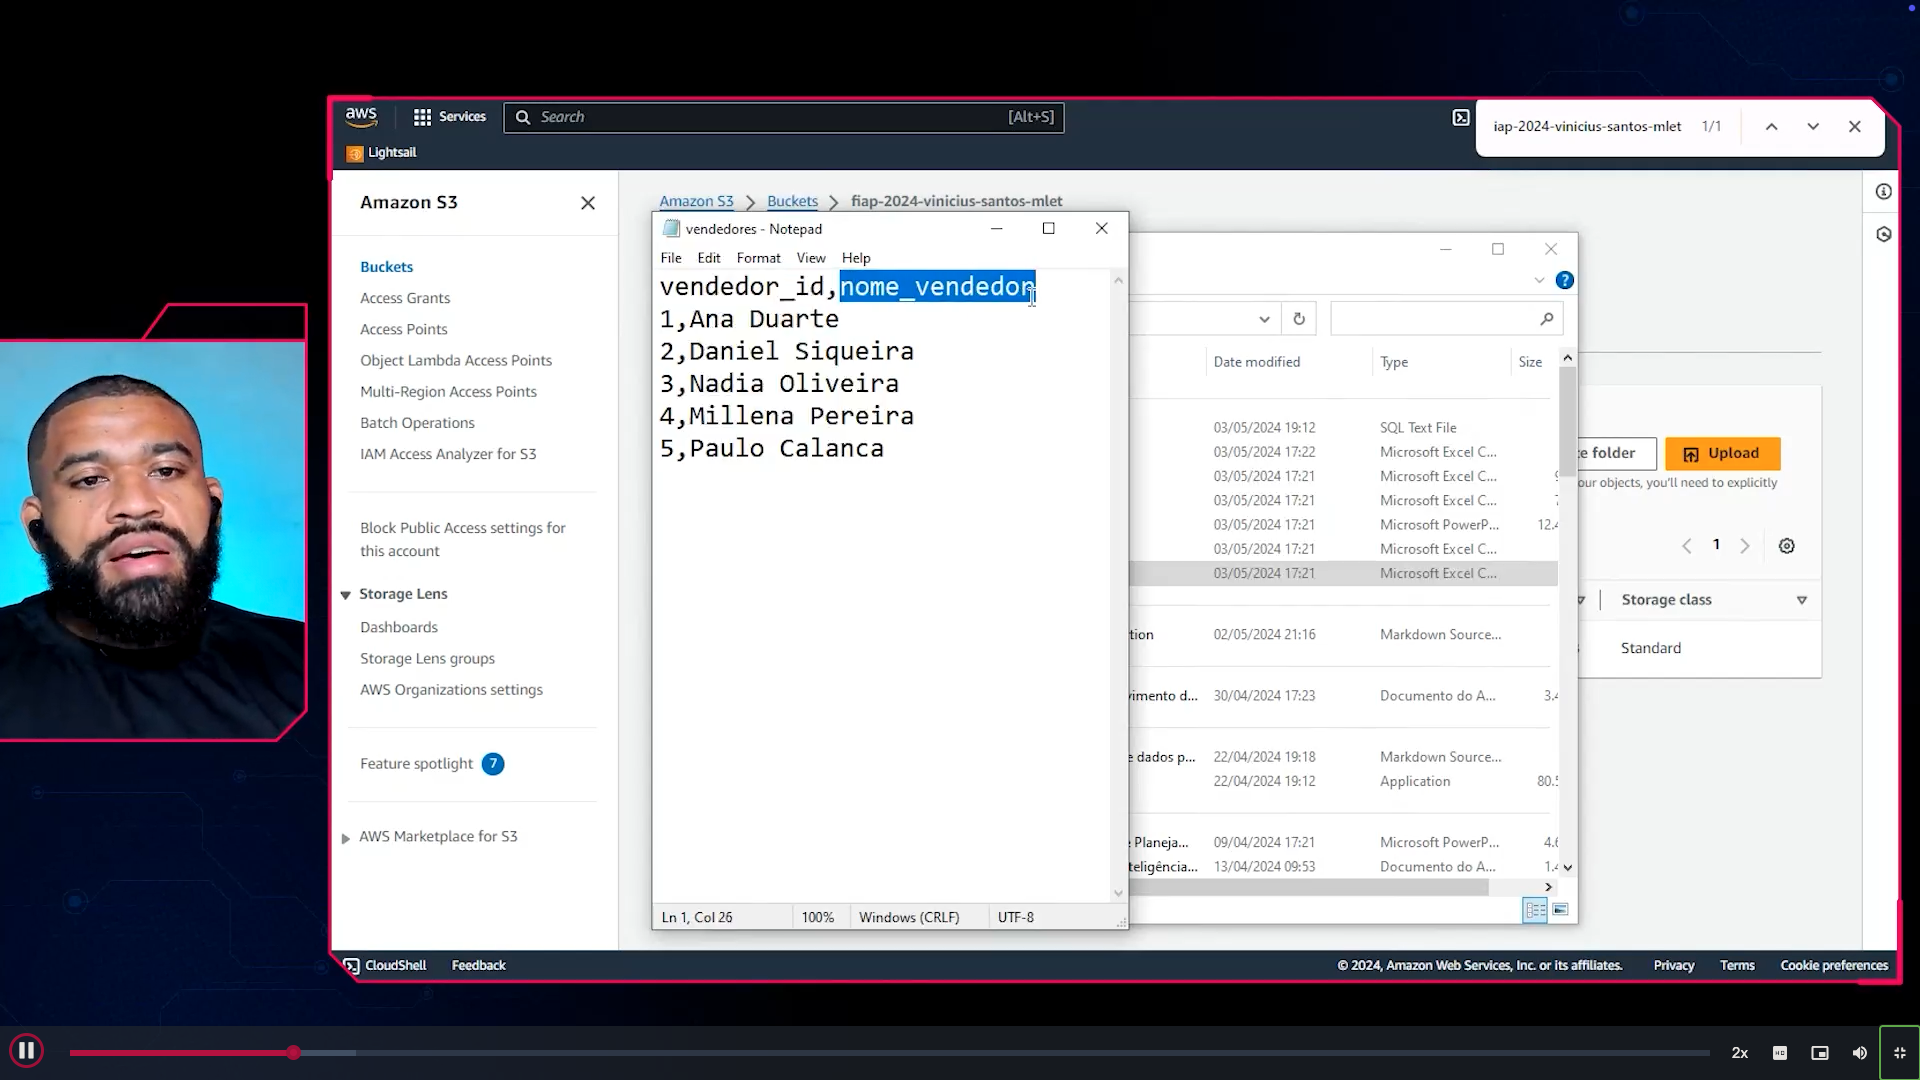 aws
Services
Search
[Alt+S]
iap-2024-vinicius-santos-mlet
1/1
Lightsail
Amazon S3
Buckets
Access Grants
Access Points
Object Lambda Access Points
Multi-Region Access Points
Batch Operations
IAM Access Analyzer for S3
Block Public Access settings for
this account
Storage Lens
Dashboards
Storage Lens groups
AWS Organizations settings
Feature spotlight 7
AWS Marketplace for S3
Amazon S3 > Buckets > fiap-2024-vinicius-santos-mlet
vendedores - Notepad
File Edit Format View Help
vendedor_id,nome_vendedor
1,Ana Duarte
2,Daniel Siqueira
3,Nadia Oliveira
4,Millena Pereira
5,Paulo Calanca
Ln 1, Col 26
100%
Windows (CRLF)
UTF-8
Date modified Type Size
03/05/2024 19:12 SQL Text File
03/05/2024 17:22 Microsoft Excel C...
03/05/2024 17:21 Microsoft Excel C...
03/05/2024 17:21 Microsoft Excel C...
03/05/2024 17:21 Microsoft PowerP... 12.4
03/05/2024 17:21 Microsoft Excel C...
03/05/2024 17:21 Microsoft Excel C...
tion 02/05/2024 21:16 Markdown Source...
vimento d... 30/04/2024 17:23 Documento do A... 3.4
e dados p... 22/04/2024 19:18 Markdown Source...
22/04/2024 19:12 Application 80.5
Planeja... 09/04/2024 17:21 Microsoft PowerP... 4.6
teligência... 13/04/2024 09:53 Documento do A... 1.4
e folder
Upload
our objects, you'll need to explicitly
1
Storage class
Standard
CloudShell
Feedback
© 2024, Amazon Web Services, Inc. or its affiliates.
Privacy
Terms
Cookie preferences
2x
HD